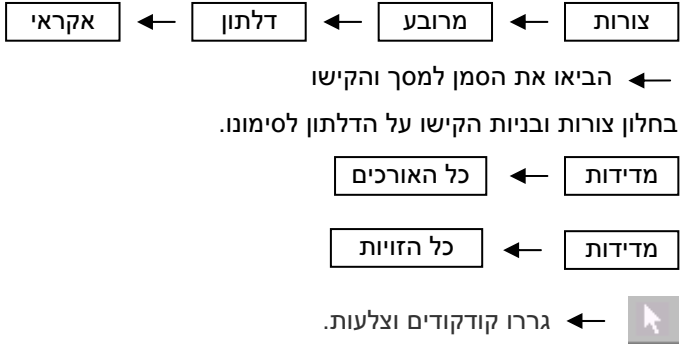 צורות מרובע דלתון אקראי
הביאו את הסמן למסך והקישו
בחלון צורות ובניות הקישו על הדלתון לסימונו.
מדידות כל האורכים
מדידות כל הזויות
גררו קודקודים וצלעות.